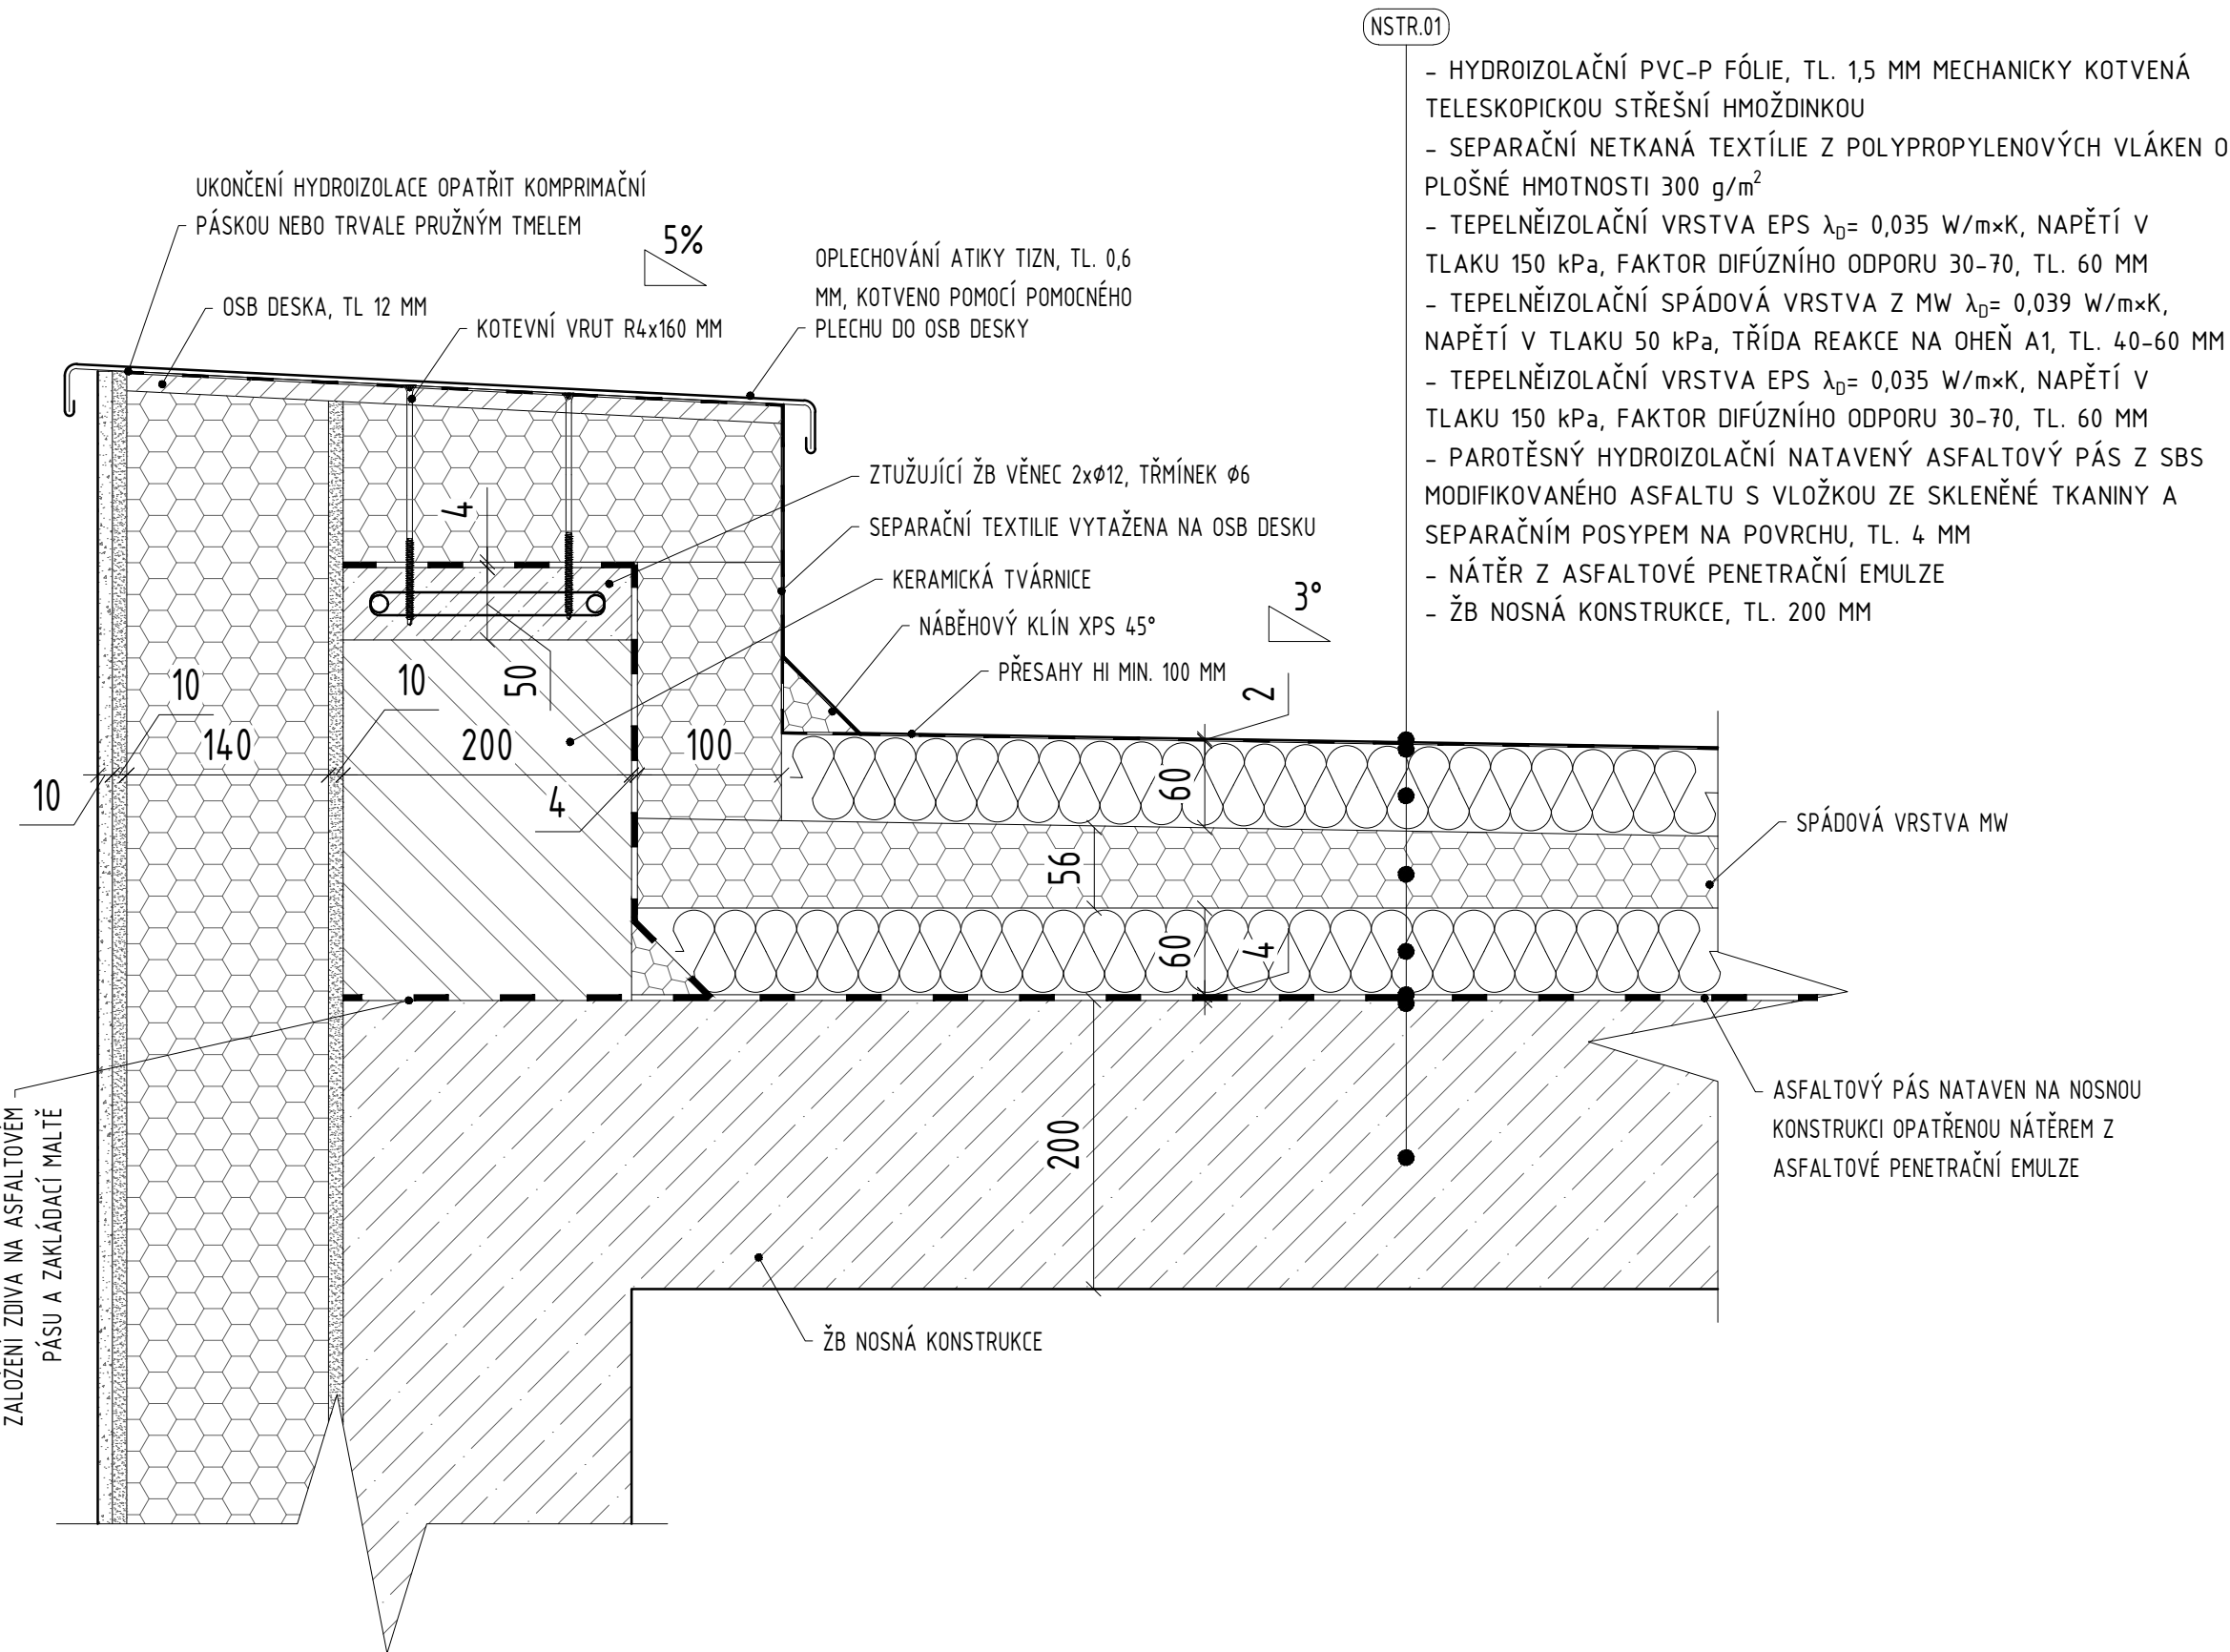 NSTR.01
- HYDROIZOLAČNÍ PVC-P FÓLIE, TL. 1,5 MM MECHANICKY KOTVENÁ
TELESKOPICKOU STŘEŠNÍ HMOŽDINKOU
- SEPARAČNÍ NETKANÁ TEXTÍLIE Z POLYPROPYLENOVÝCH VLÁKEN O
PLOŠNÉ HMOTNOSTI 300 g/m²
- TEPELNĚIZOLAČNÍ VRSTVA EPS λD= 0,035 W/m×K, NAPĚTÍ V
TLAKU 150 kPa, FAKTOR DIFÚZNÍHO ODPORU 30-70, TL. 60 MM
- TEPELNĚIZOLAČNÍ SPÁDOVÁ VRSTVA Z MW λD= 0,039 W/m×K,
NAPĚTÍ V TLAKU 50 kPa, TŘÍDA REAKCE NA OHEŇ A1, TL. 40-60 MM
- TEPELNĚIZOLAČNÍ VRSTVA EPS λD= 0,035 W/m×K, NAPĚTÍ V
TLAKU 150 kPa, FAKTOR DIFÚZNÍHO ODPORU 30-70, TL. 60 MM
- PAROTĚSNÝ HYDROIZOLAČNÍ NATAVENÝ ASFALTOVÝ PÁS Z SBS
MODIFIKOVANÉHO ASFALTU S VLOŽKOU ZE SKLENĚNÉ TKANINY A
SEPARAČNÍM POSYPEM NA POVRCHU, TL. 4 MM
- NÁTĚR Z ASFALTOVÉ PENETRAČNÍ EMULZE
- ŽB NOSNÁ KONSTRUKCE, TL. 200 MM
UKONČENÍ HYDROIZOLACE OPATŘIT KOMPRIMAČNÍ
PÁSKOU NEBO TRVALE PRUŽNÝM TMELEM
5%
OPLECHOVÁNÍ ATIKY TIZN, TL. 0,6
MM, KOTVENO POMOCÍ POMOCNÉHO
PLECHU DO OSB DESKY
OSB DESKA, TL 12 MM
KOTEVNÍ VRUT R4x160 MM
ZTUŽUJÍCÍ ŽB VĚNEC 2xϕ12, TŘMÍNEK ϕ6
4
SEPARAČNÍ TEXTILIE VYTAŽENA NA OSB DESKU
KERAMICKÁ TVÁRNICE
3°
NÁBĚHOVÝ KLÍN XPS 45°
PŘESAHY HI MIN. 100 MM
10
10
50
2
140
200
100
10
4
60
SPÁDOVÁ VRSTVA MW
56
60
4
ASFALTOVÝ PÁS NATAVEN NA NOSNOU
KONSTRUKCI OPATŘENOU NÁTĚREM Z
ASFALTOVÉ PENETRAČNÍ EMULZE
200
ZALOŽENÍ ZDIVA NA ASFALTOVÉM
PÁSU A ZAKLÁDACÍ MALTĚ
ŽB NOSNÁ KONSTRUKCE